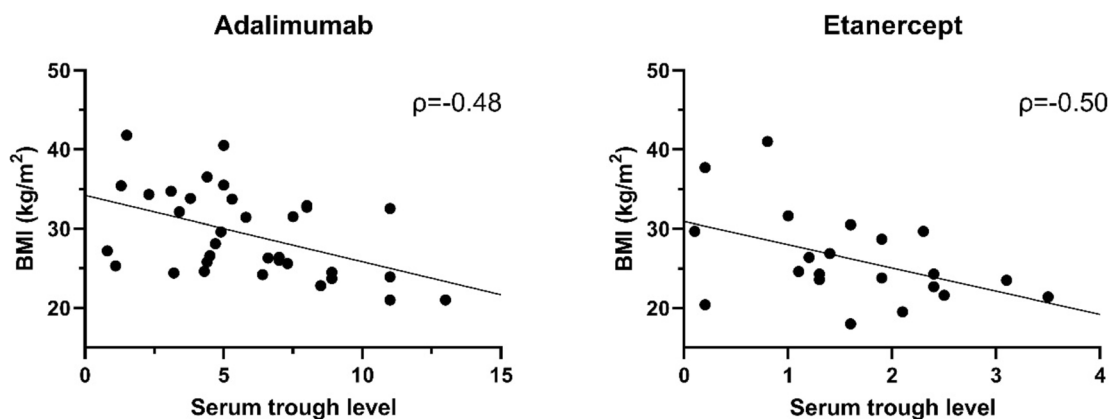 Adalimumab
ρ=-0.48
BMI (kg/m²)
50
40
30
20
0
5
10
15
Serum trough level
Etanercept
ρ=-0.50
BMI (kg/m²)
50
40
30
20
0
1
2
3
4
Serum trough level